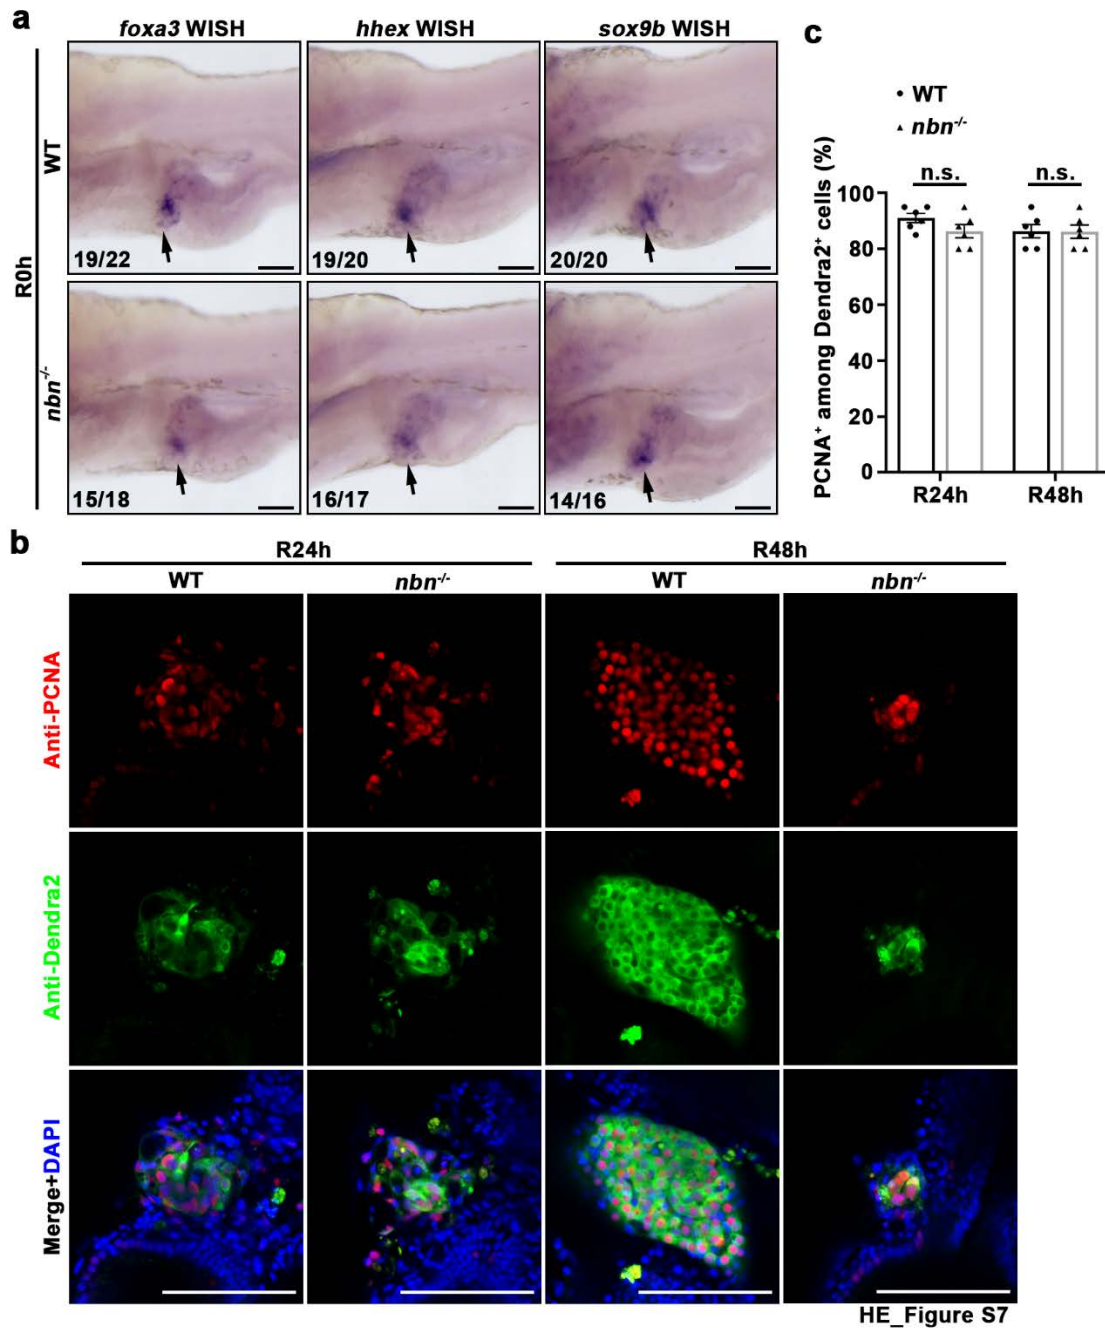 a
foxa3 WISH
hhex WISH
sox9b WISH
R0h
WT
19/22
19/20
20/20
nbn-/-
15/18
16/17
14/16
c
• WT
▲ nbn-/-
PCNA+ among Dendra2+ cells (%)
n.s.
n.s.
100
80
60
40
20
0
R24h
R48h
b
R24h
R48h
WT
nbn-/-
WT
nbn-/-
Anti-PCNA
Anti-Dendra2
Merge+DAPI
HE_Figure S7